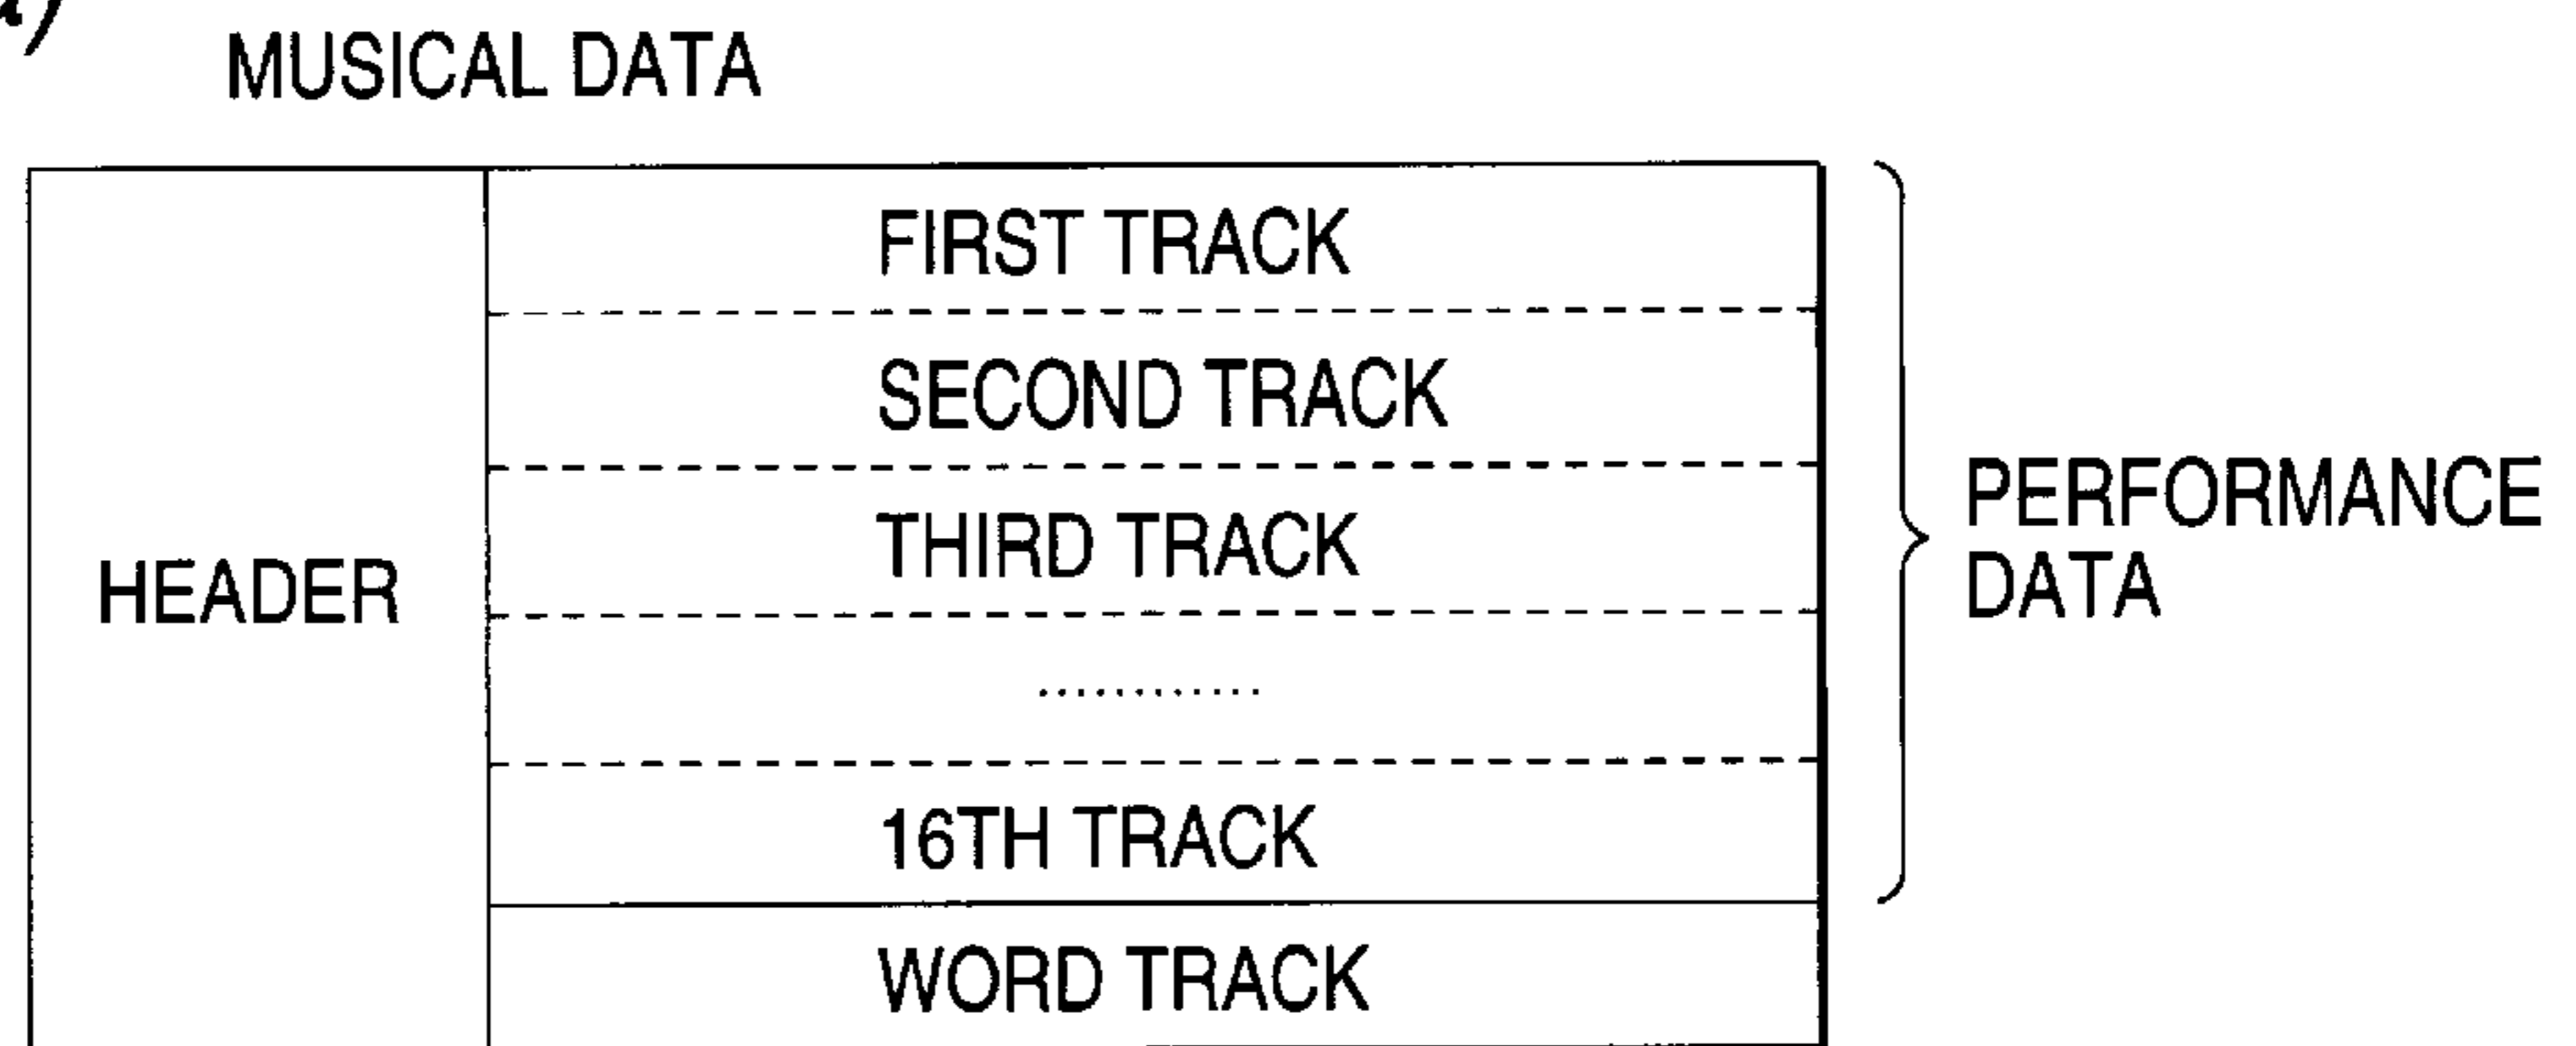 MUSICAL DATA
HEADER
FIRST TRACK
SECOND TRACK
THIRD TRACK
............
16TH TRACK
WORD TRACK
PERFORMANCE
DATA